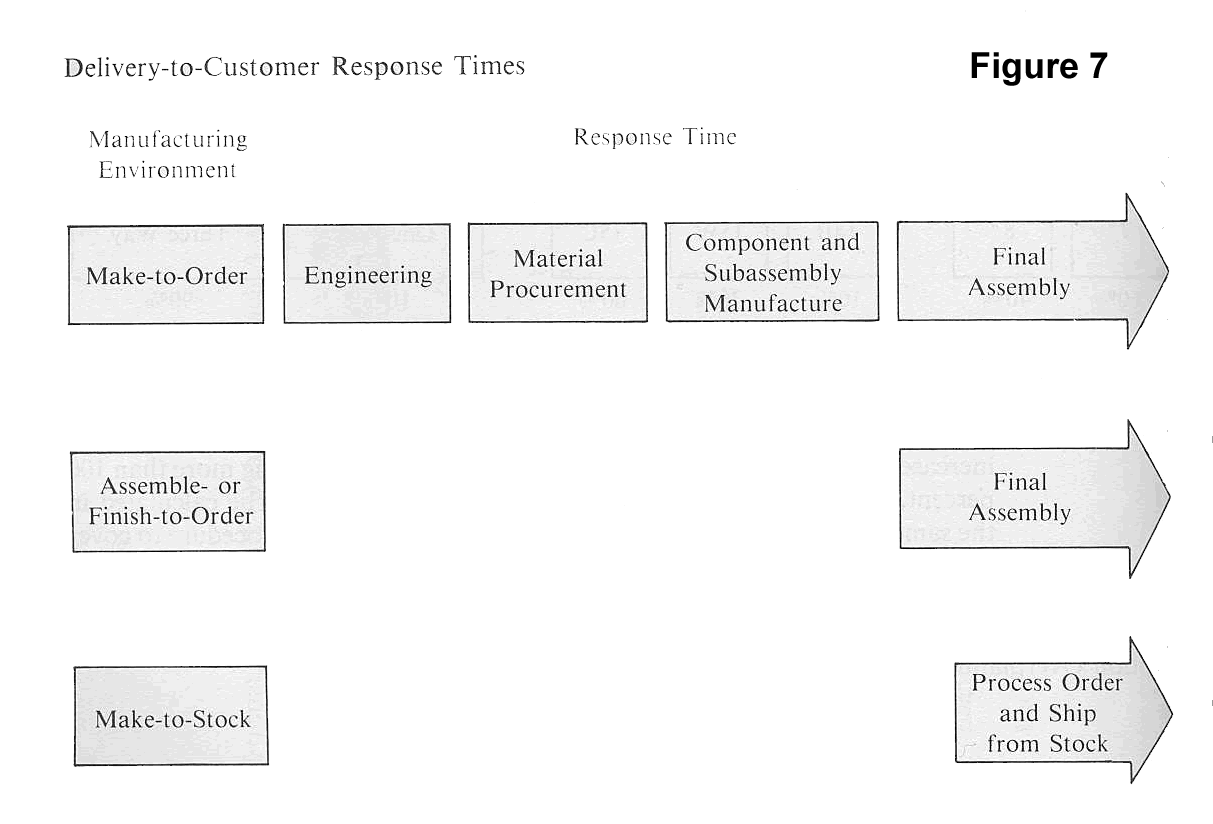 Delivery-to-Customer Response Times
Figure 7
Manufacturing
Environment
Response Time
Make-to-Order
Engineering
Material
Procurement
Component and
Subassembly
Manufacture
Final
Assembly
Assemble- or
Finish-to-Order
Final
Assembly
Make-to-Stock
Process Order
and Ship
from Stock